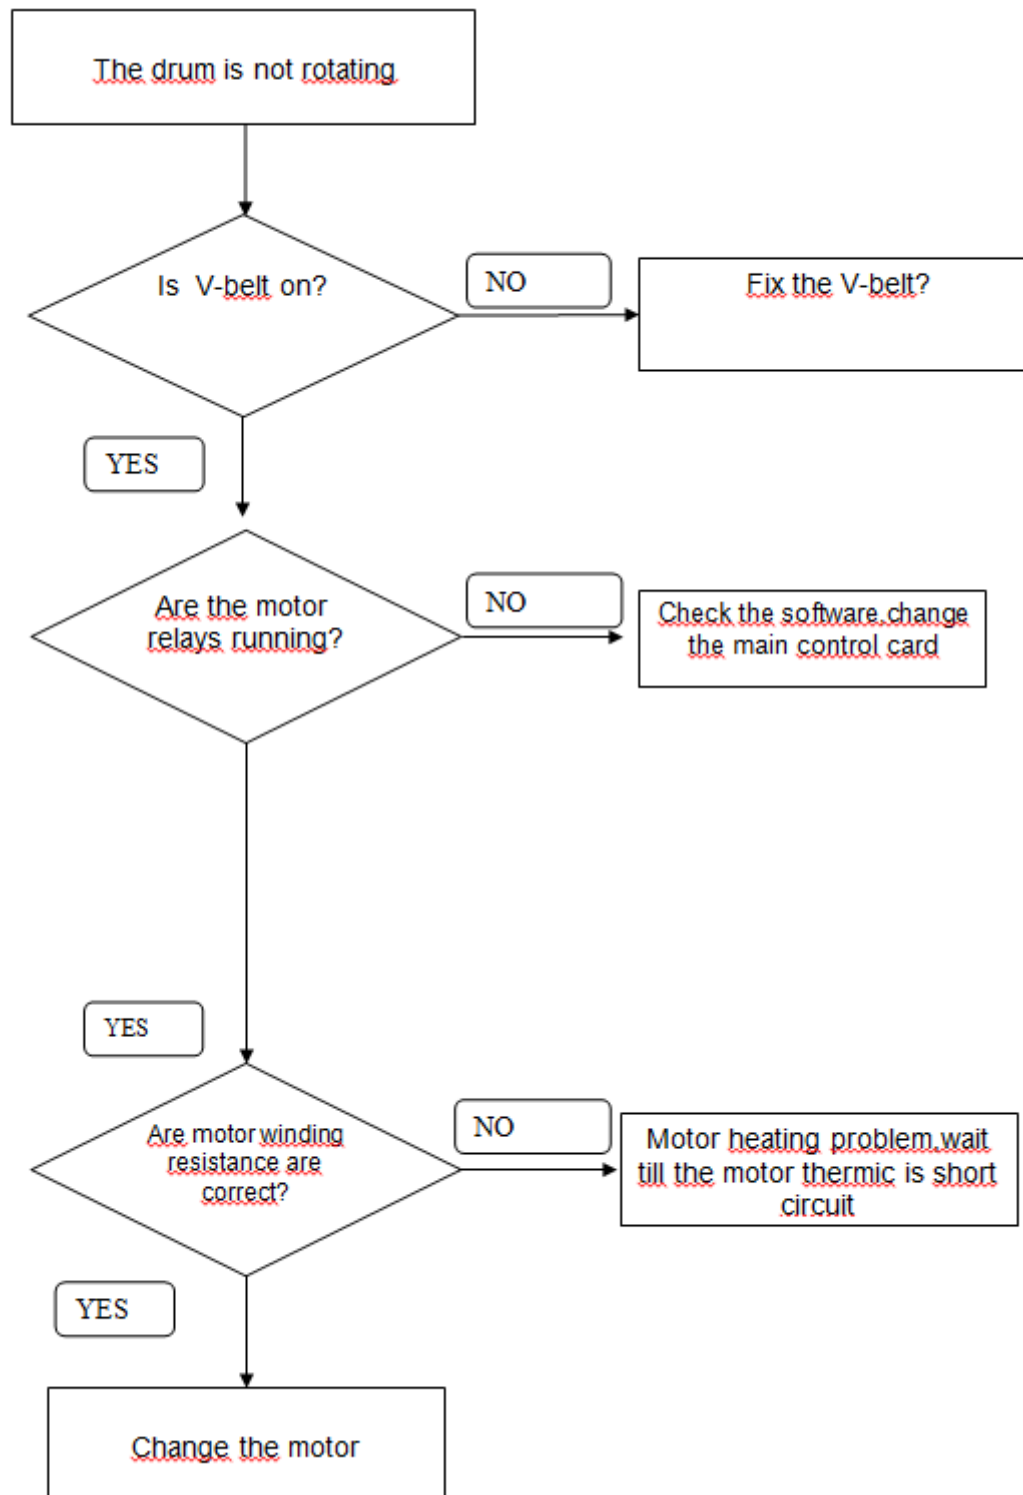 The drum is not rotating
Is V-belt on?
NO
Fix the V-belt?
YES
Are the motor
relays running?
NO
Check the software,change
the main control card
YES
Are motor winding
resistance are
correct?
NO
Motor heating problem,wait
till the motor thermic is short
circuit
YES
Change the motor